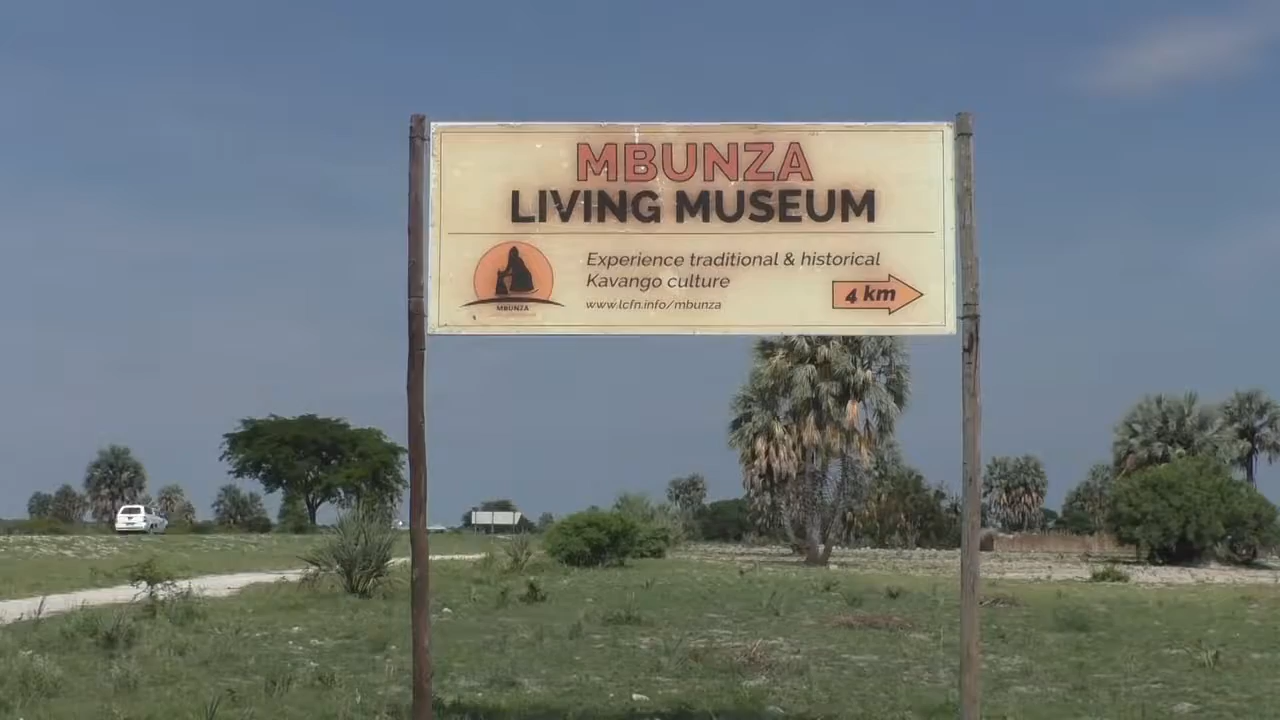 MBUNZA
LIVING MUSEUM
Experience traditional & historical
Kavango culture
www.lcfn.info/mbunza
4 km
MBUNZA